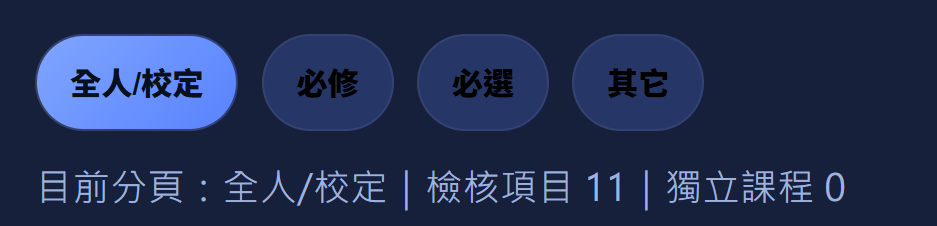 全人/校定 必修 必選 其它
目前分頁：全人/校定 | 檢核項目 11 | 獨立課程 0